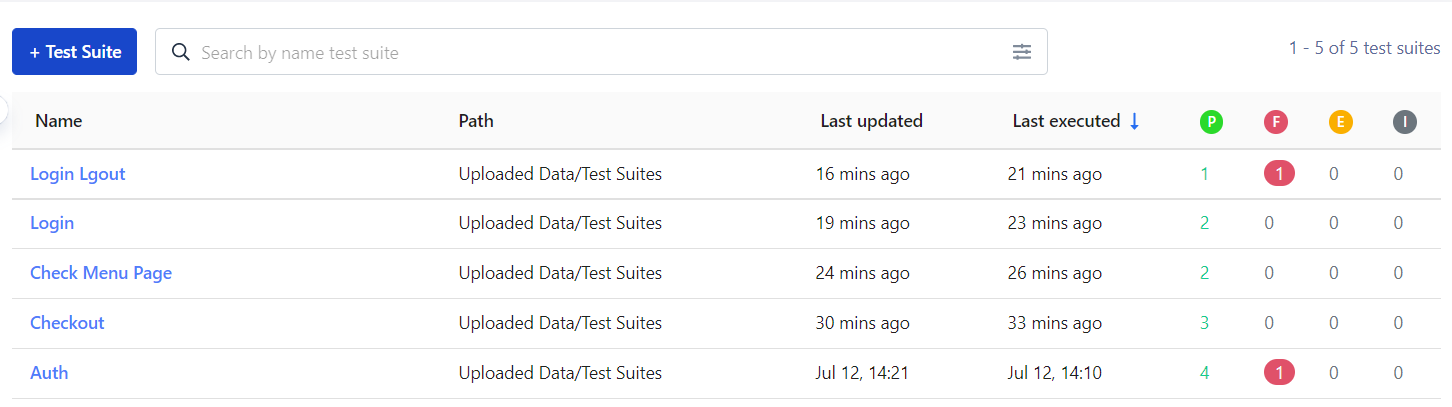 + Test Suite Search by name test suite 1 - 5 of 5 test suites
Name Path Last updated Last executed ↓ P F E I
Login Lgout Uploaded Data/Test Suites 16 mins ago 21 mins ago 1 1 0 0
Login Uploaded Data/Test Suites 19 mins ago 23 mins ago 2 0 0 0
Check Menu Page Uploaded Data/Test Suites 24 mins ago 26 mins ago 2 0 0 0
Checkout Uploaded Data/Test Suites 30 mins ago 33 mins ago 3 0 0 0
Auth Uploaded Data/Test Suites Jul 12, 14:21 Jul 12, 14:10 4 1 0 0